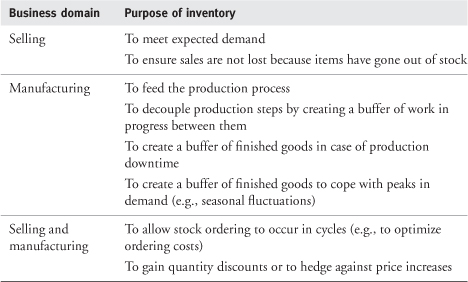 Business domain Purpose of inventory
Selling To meet expected demand
To ensure sales are not lost because items have gone out of stock
Manufacturing To feed the production process
To decouple production steps by creating a buffer of work in
progress between them
To create a buffer of finished goods in case of production
downtime
To create a buffer of finished goods to cope with peaks in
demand (e.g., seasonal fluctuations)
Selling and To allow stock ordering to occur in cycles (e.g., to optimize
manufacturing ordering costs)
To gain quantity discounts or to hedge against price increases